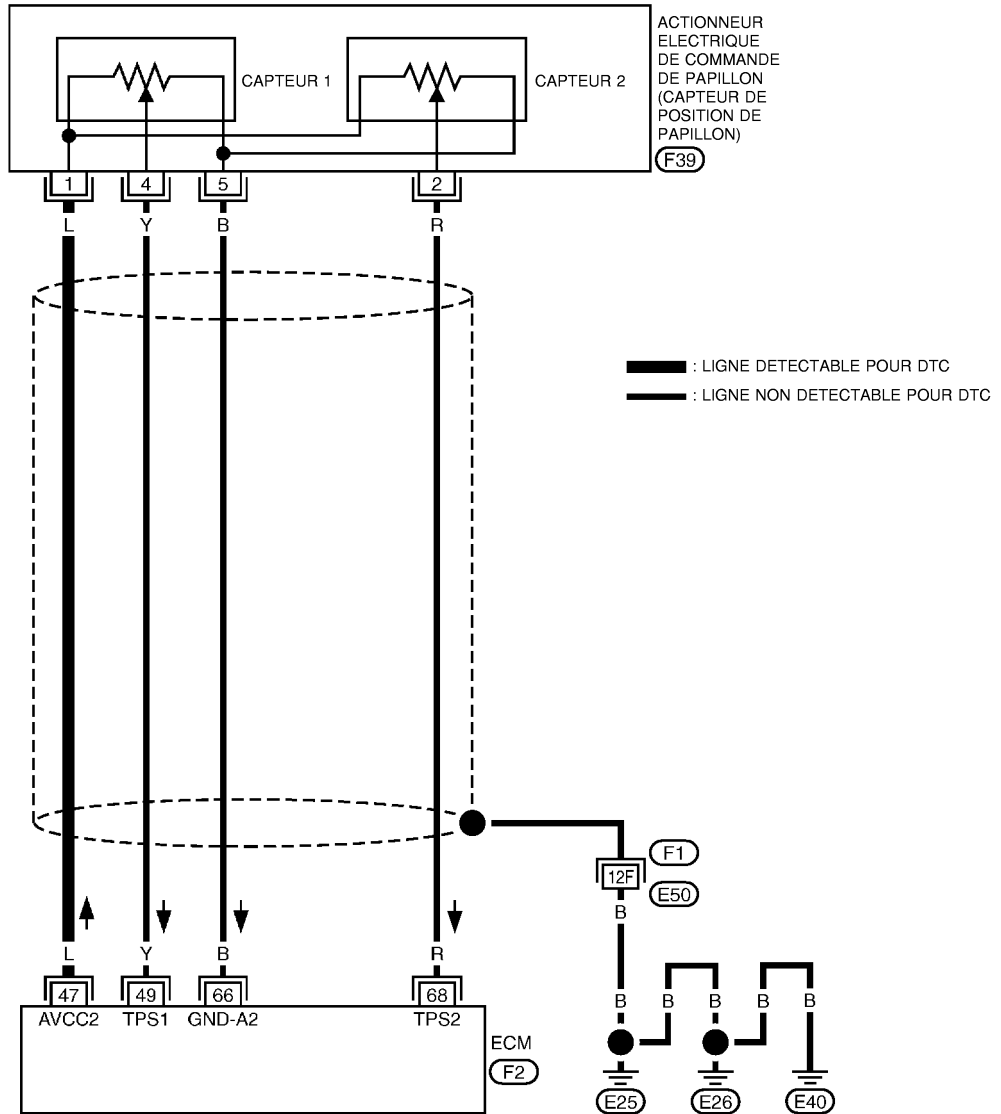 ACTIONNEUR
ELECTRIQUE
DE COMMANDE
DE PAPILLON
(CAPTEUR DE
POSITION DE
PAPILLON)
F39
CAPTEUR 1
CAPTEUR 2
1 4 5 2
L Y B R
: LIGNE DETECTABLE POUR DTC
: LIGNE NON DETECTABLE POUR DTC
F1
12F
E50
B
L Y B R
B B B B B
47 49 66 68
AVCC2 TPS1 GND-A2 TPS2
ECM
F2
E25 E26 E40